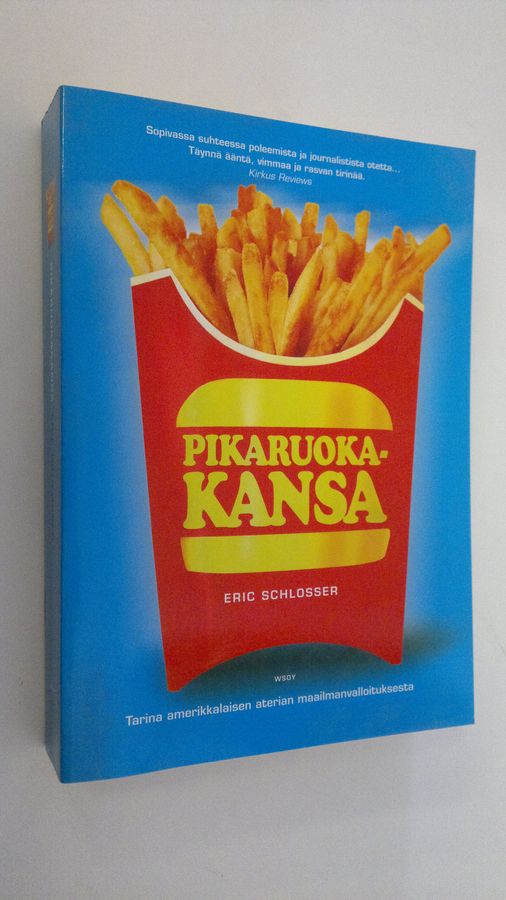 Sopivassa suhteessa poleemista ja journalistista otetta...
Täynnä ääntä, vimmaa ja rasvan tirinää.
Kirkus Reviews
PIKARUOKA-
KANSA
ERIC SCHLOSSER
WSOY
Tarina amerikkalaisen aterian maailmanvalloituksesta
PIKARUOKAKANSA